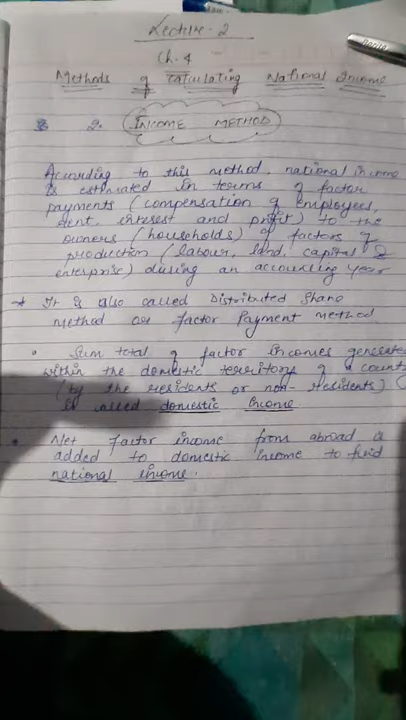 Lecture - 2
Ch. 4
Methods of Calculating National Income
2. INCOME METHOD
According to this method, national income
is estimated in terms of factor
payments (compensation of employees,
rent, interest and profit) to the
owners (households) of factors of
production (labour, land, capital &
enterprise) during an accounting year
It is also called Distributed Share
method or Factor Payment method
Sum total of factor incomes generated
within the domestic territory of a count
(by the residents or non-residents)
is called domestic income.
Net factor income from abroad is
added to domestic income to find
national income.